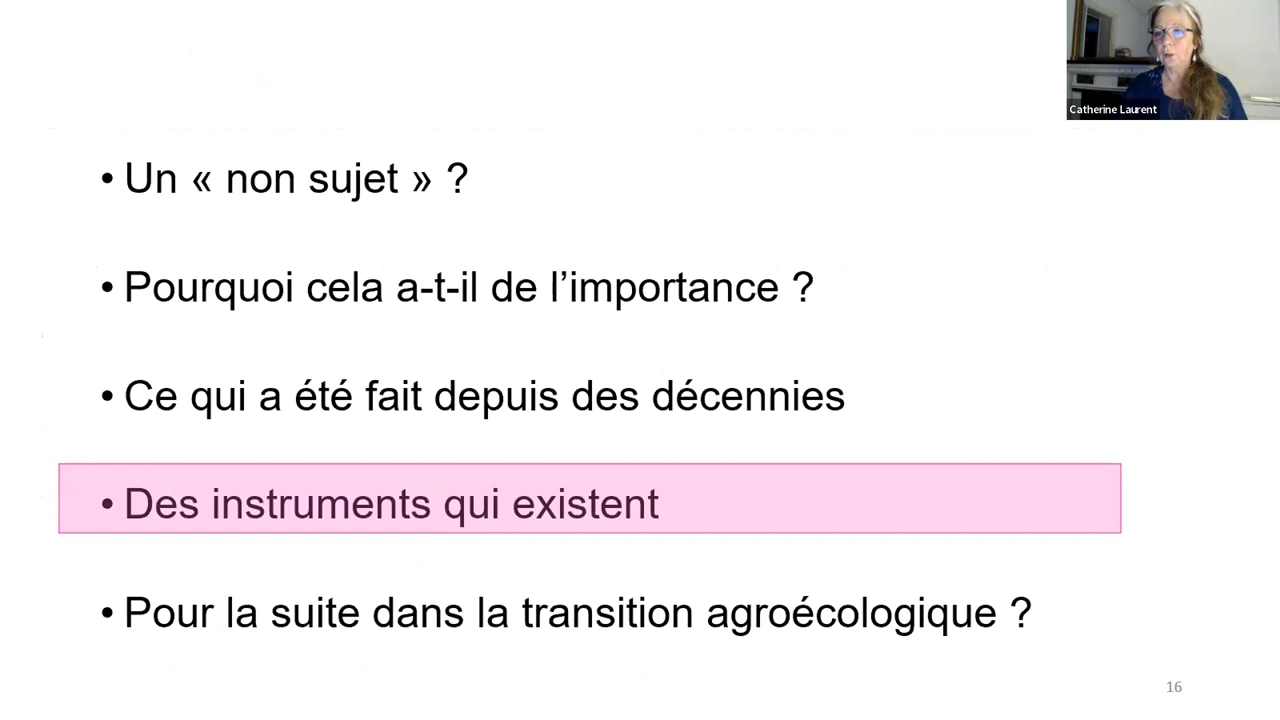 Catherine Laurent
• Un « non sujet » ?
• Pourquoi cela a-t-il de l’importance ?
• Ce qui a été fait depuis des décennies
• Des instruments qui existent
• Pour la suite dans la transition agroécologique ?
16